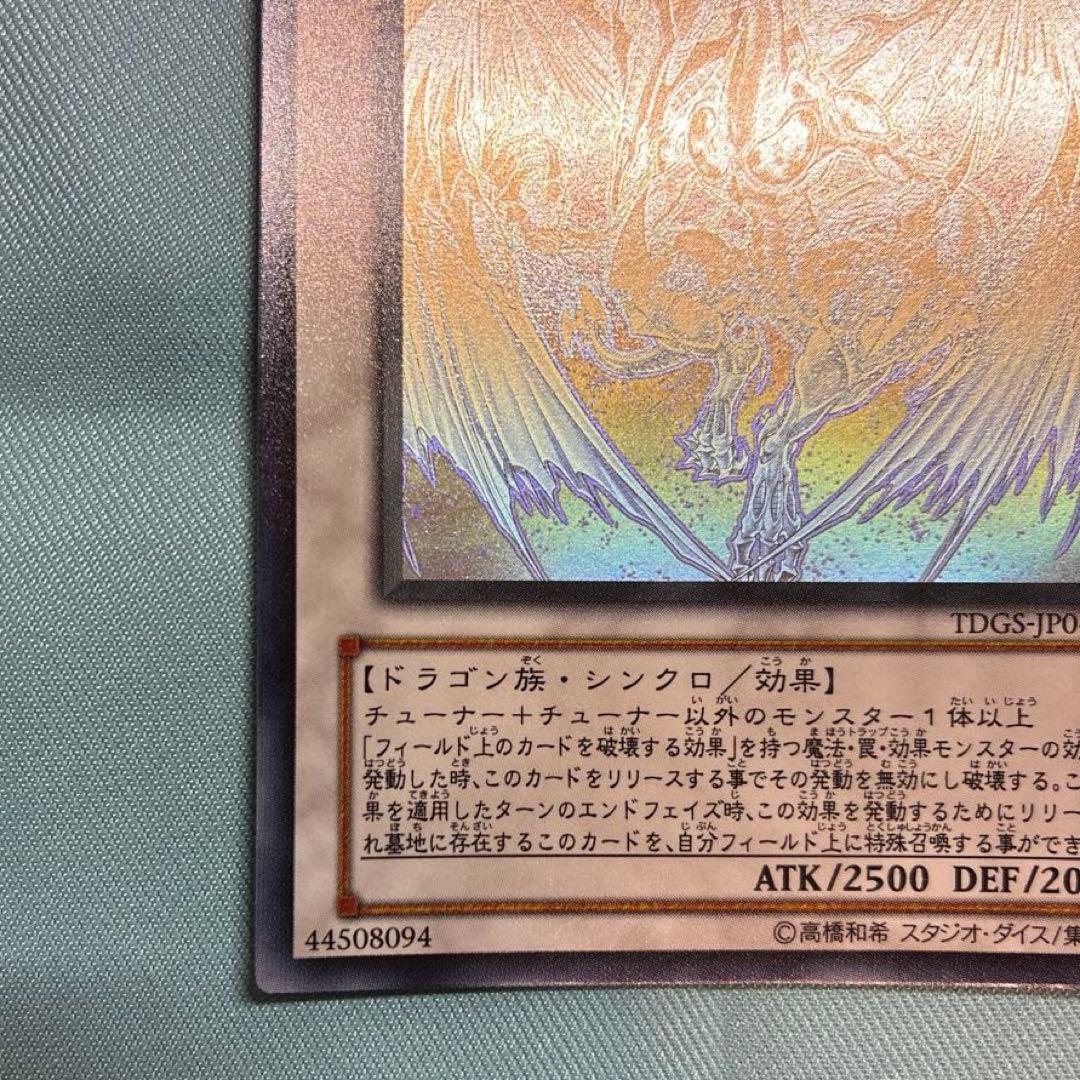 TDGS-JP0
【ドラゴン族・シンクロ/効果】
チューナー＋チューナー以外のモンスター1体以上
「フィールド上のカードを破壊する効果」を持つ魔法・罠・効果モンスターの効
発動した時、このカードをリリースする事でその発動を無効にし破壊する。こ
果を適用したターンのエンドフェイズ時、この効果を発動するためにリリー
れ墓地に存在するこのカードを、自分フィールド上に特殊召喚する事ができ
ATK/2500 DEF/20
44508094
©高橋和希 スタジオ・ダイス/集